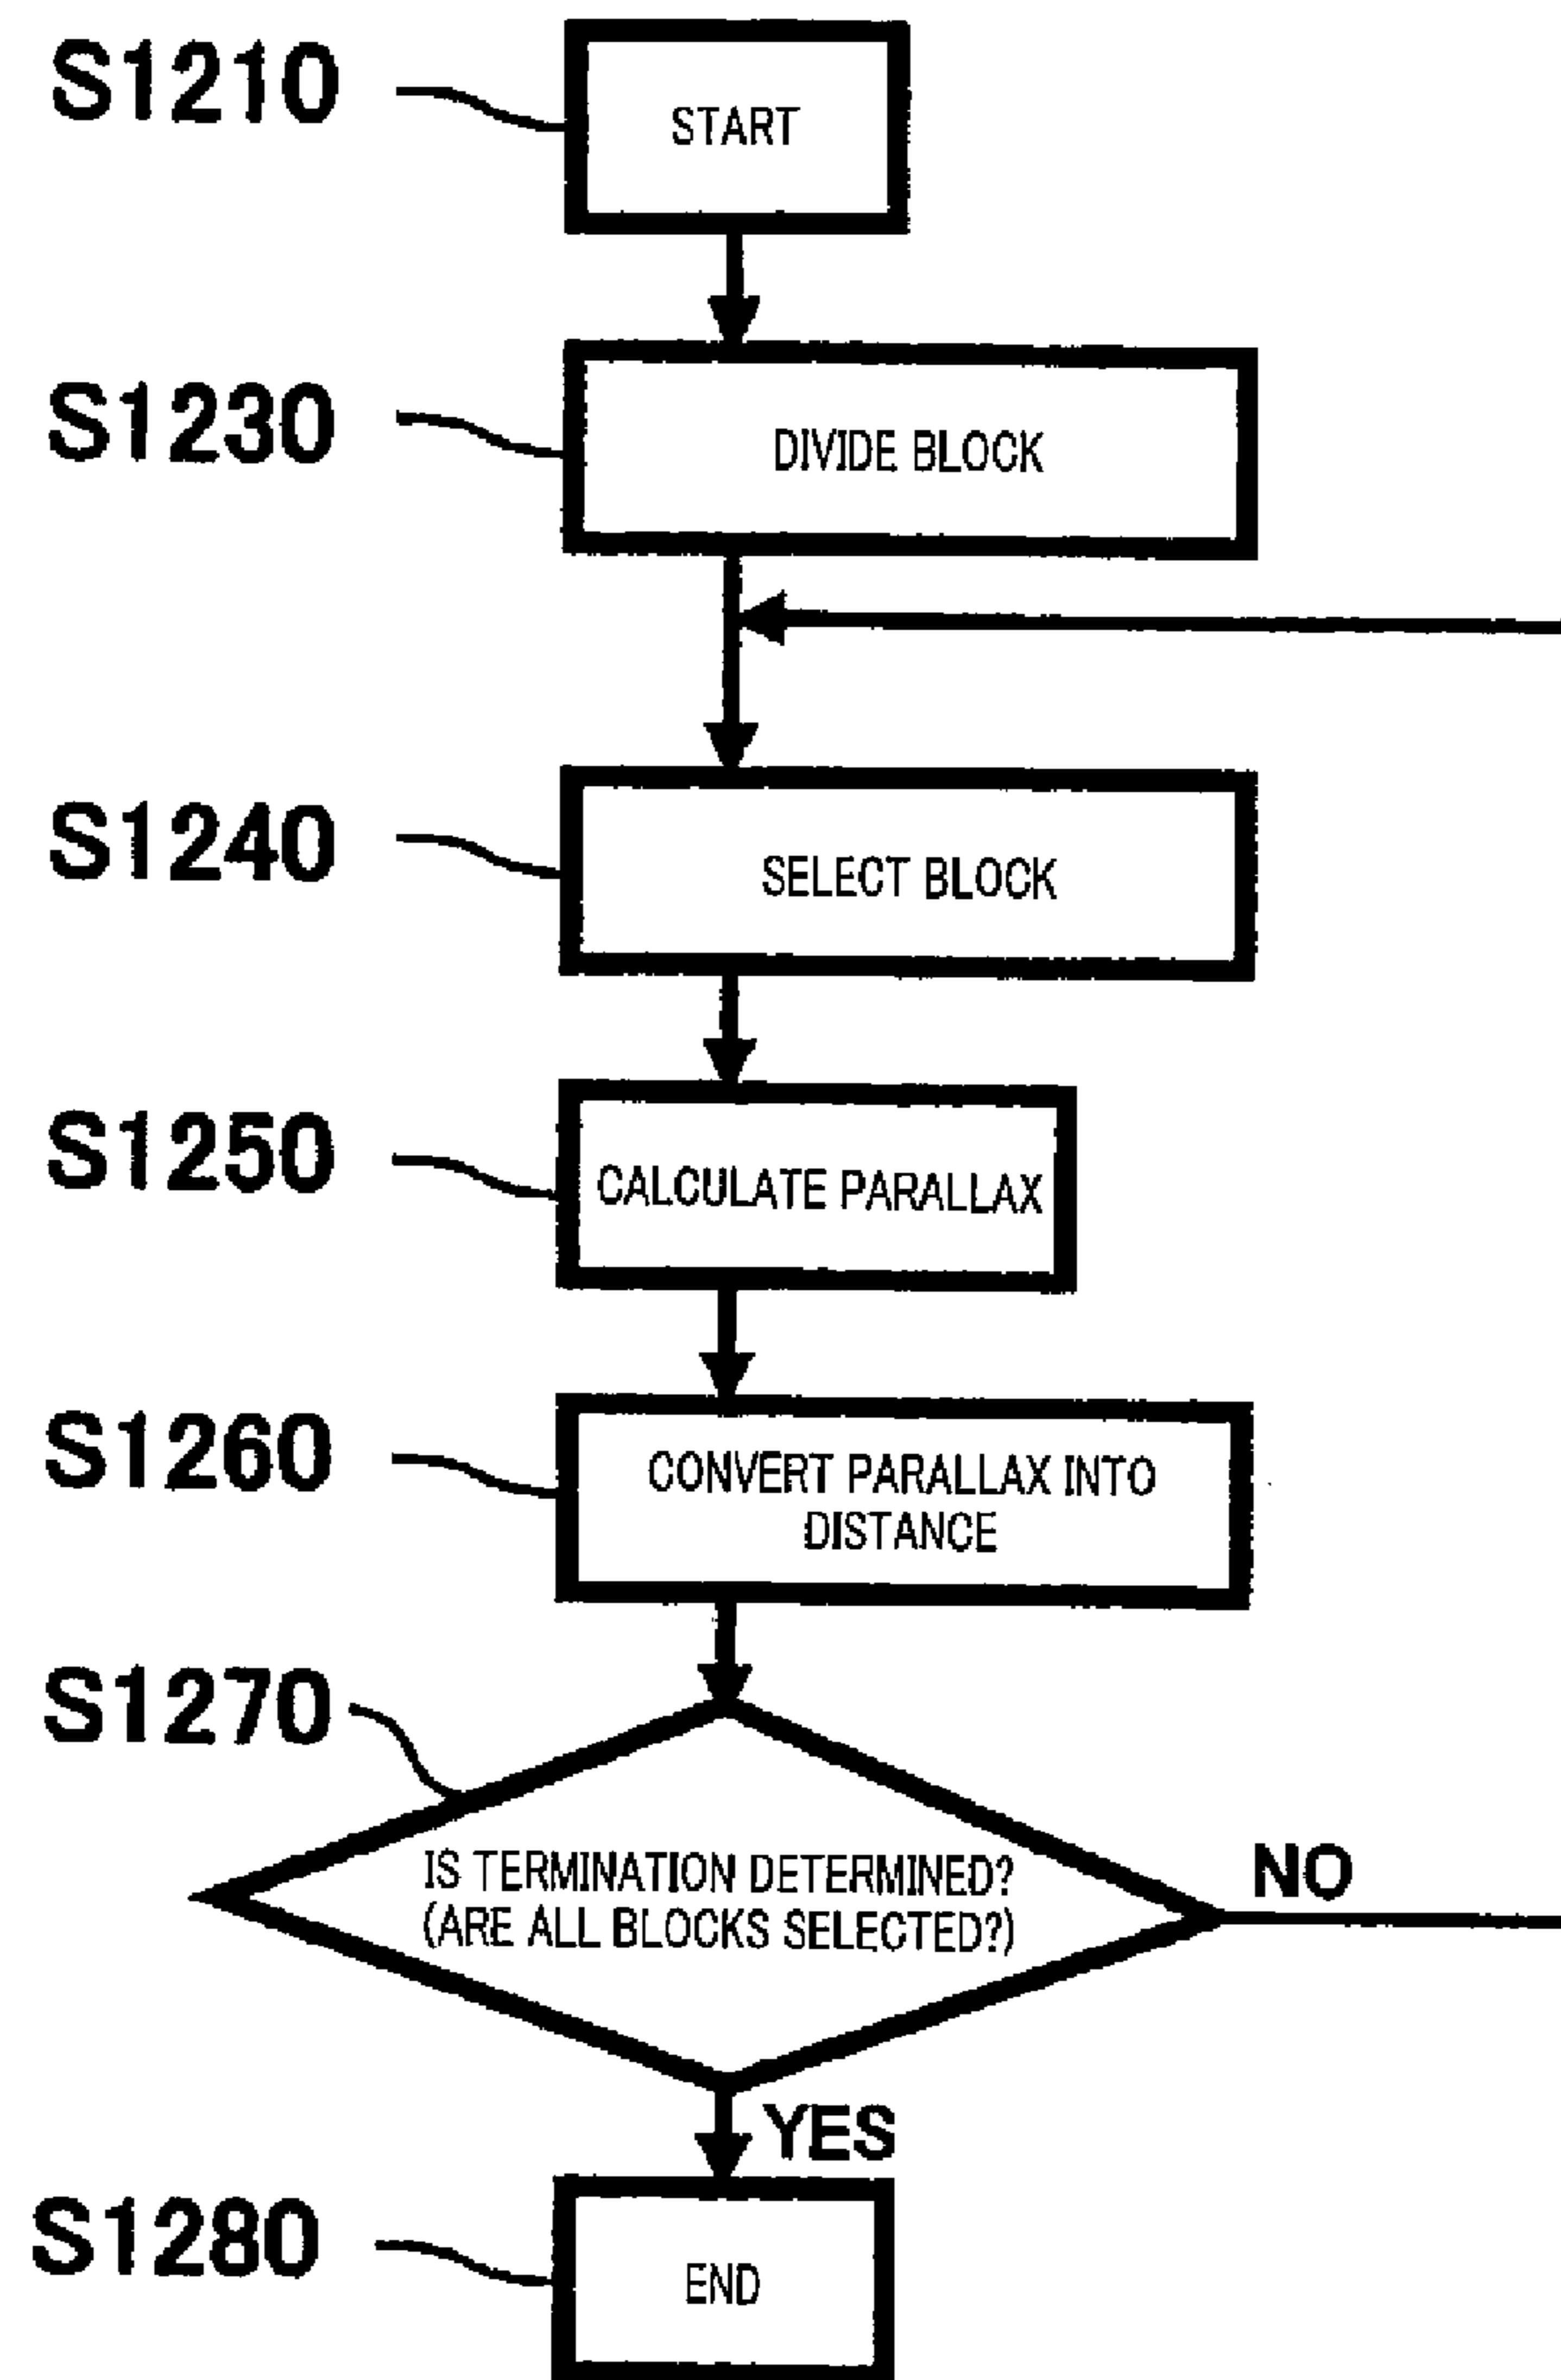 S1210
START
S1230
DIVIDE BLOCK
S1240
SELECT BLOCK
S1250
CALCULATE PARALLAX
S1260
CONVERT PARALLAX INTO
DISTANCE
S1270
IS TERMINATION DETERMINED?
(ARE ALL BLOCKS SELECTED?)
NO
YES
S1280
END